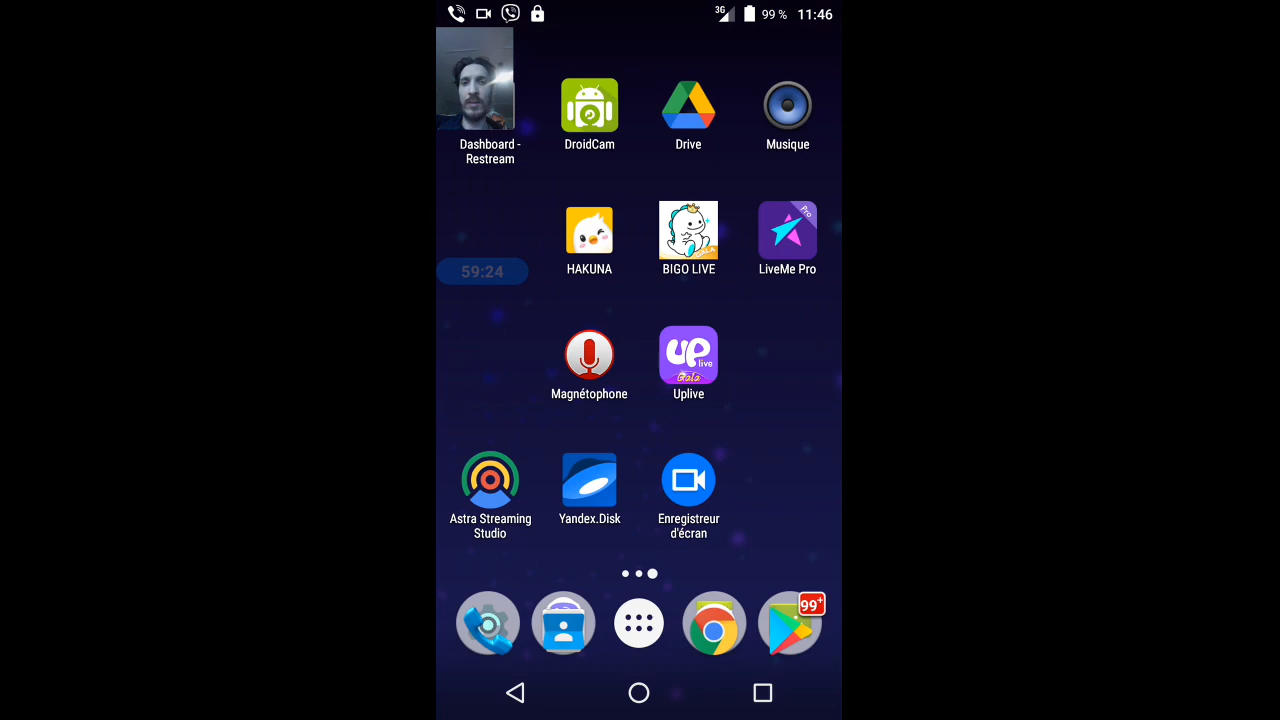 3G 99 % 11:46
Dashboard -
Restream
DroidCam
Drive
Musique
Pro
59:24
HAKUNA
BIGO LIVE
LiveMe Pro
UP
live
Gala
Magnétophone
Uplive
Astra Streaming
Studio
Yandex.Disk
Enregistreur
d'écran
99+